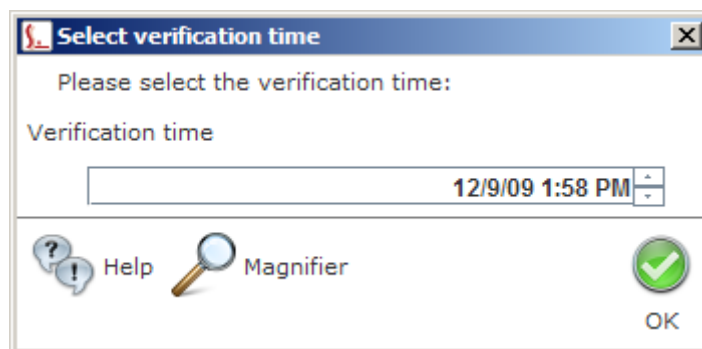 Select verification time
Please select the verification time:
Verification time
12/9/09 1:58 PM
Help Magnifier
OK